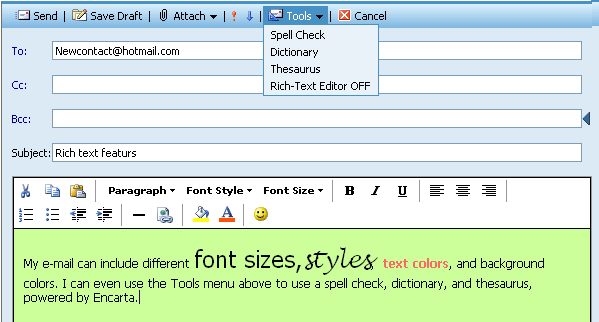 Send | Save Draft | Attach | ! | Tools | Cancel
Spell Check
Dictionary
Thesaurus
Rich-Text Editor OFF
To: Newcontact@hotmail.com
Cc:
Bcc:
Subject: Rich text featurs
Paragraph Font Style Font Size B I U
A
My e-mail can include different font sizes, styles, text colors, and background
colors. I can even use the Tools menu above to use a spell check, dictionary, and thesaurus,
powered by Encarta.